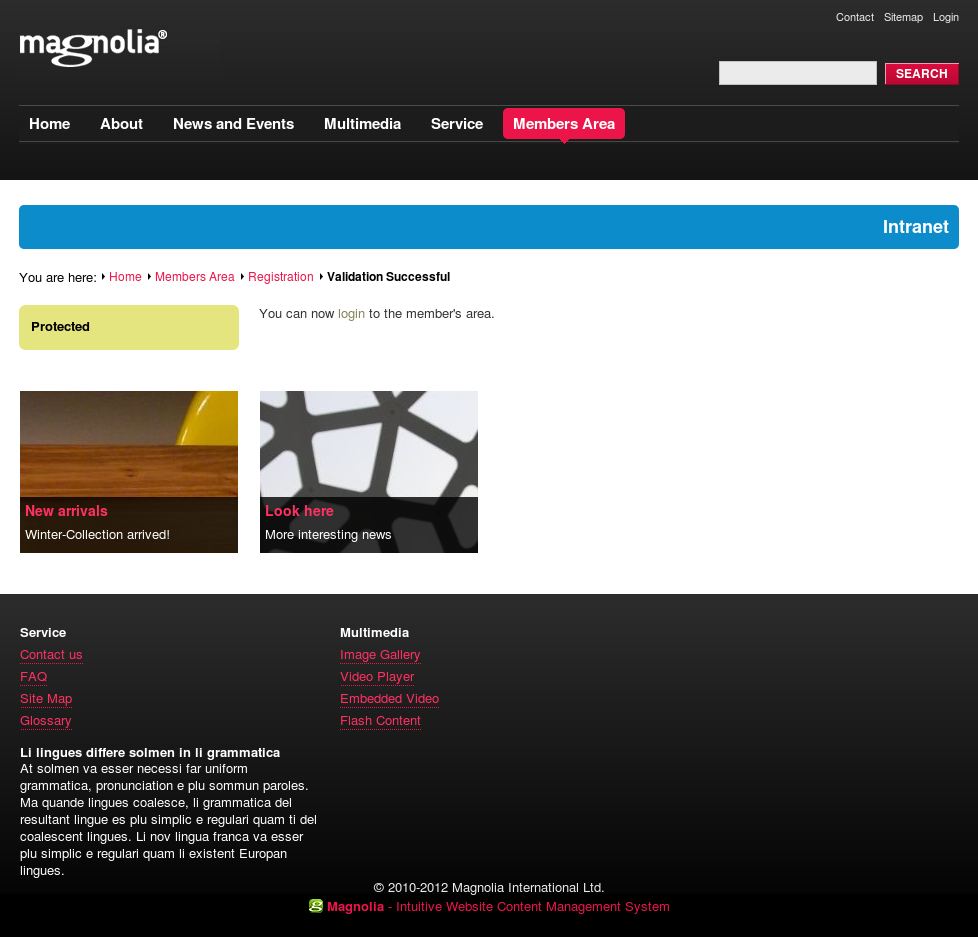 Contact Sitemap Login
magnolia®
SEARCH
Home About News and Events Multimedia Service Members Area
Intranet
You are here: Home Members Area Registration Validation Successful
Protected
You can now login to the member's area.
New arrivals
Winter-Collection arrived!
Look here
More interesting news
Service
Contact us
FAQ
Site Map
Glossary
Multimedia
Image Gallery
Video Player
Embedded Video
Flash Content
Li lingues differe solmen in li grammatica
At solmen va esser necessi far uniform
grammatica, pronunciation e plu sommun paroles.
Ma quande lingues coalesce, li grammatica del
resultant lingue es plu simplic e regulari quam ti del
coalescent lingues. Li nov lingua franca va esser
plu simplic e regulari quam li existent Europan
lingues.
© 2010-2012 Magnolia International Ltd.
Magnolia - Intuitive Website Content Management System